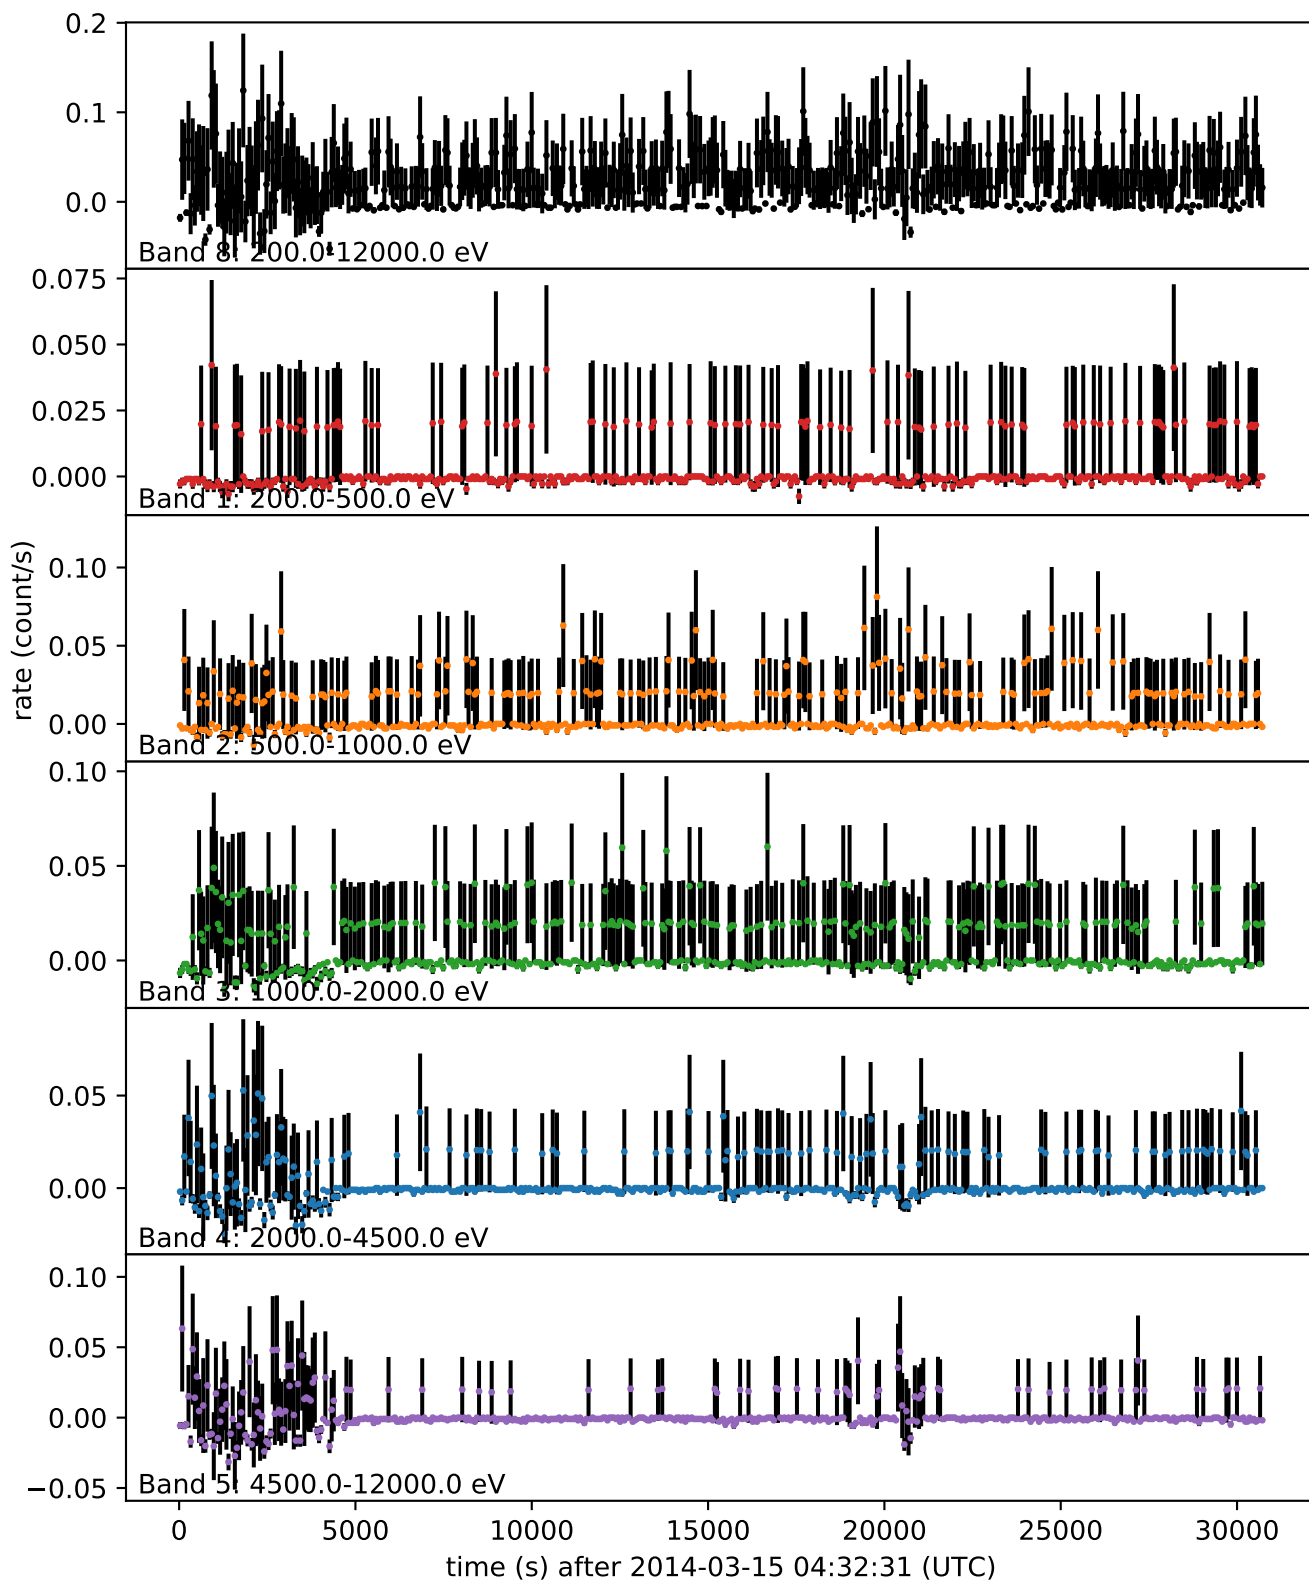 0.2
0.1
0.0
Band 8: 200.0-12000.0 eV
0.075
0.050
0.025
0.000
Band 1: 200.0-500.0 eV
0.10
0.05
0.00
Band 2: 500.0-1000.0 eV
rate (count/s)
0.10
0.05
0.00
Band 3: 1000.0-2000.0 eV
0.05
0.00
Band 4: 2000.0-4500.0 eV
0.10
0.05
0.00
−0.05
Band 5: 4500.0-12000.0 eV
0 5000 10000 15000 20000 25000 30000
time (s) after 2014-03-15 04:32:31 (UTC)